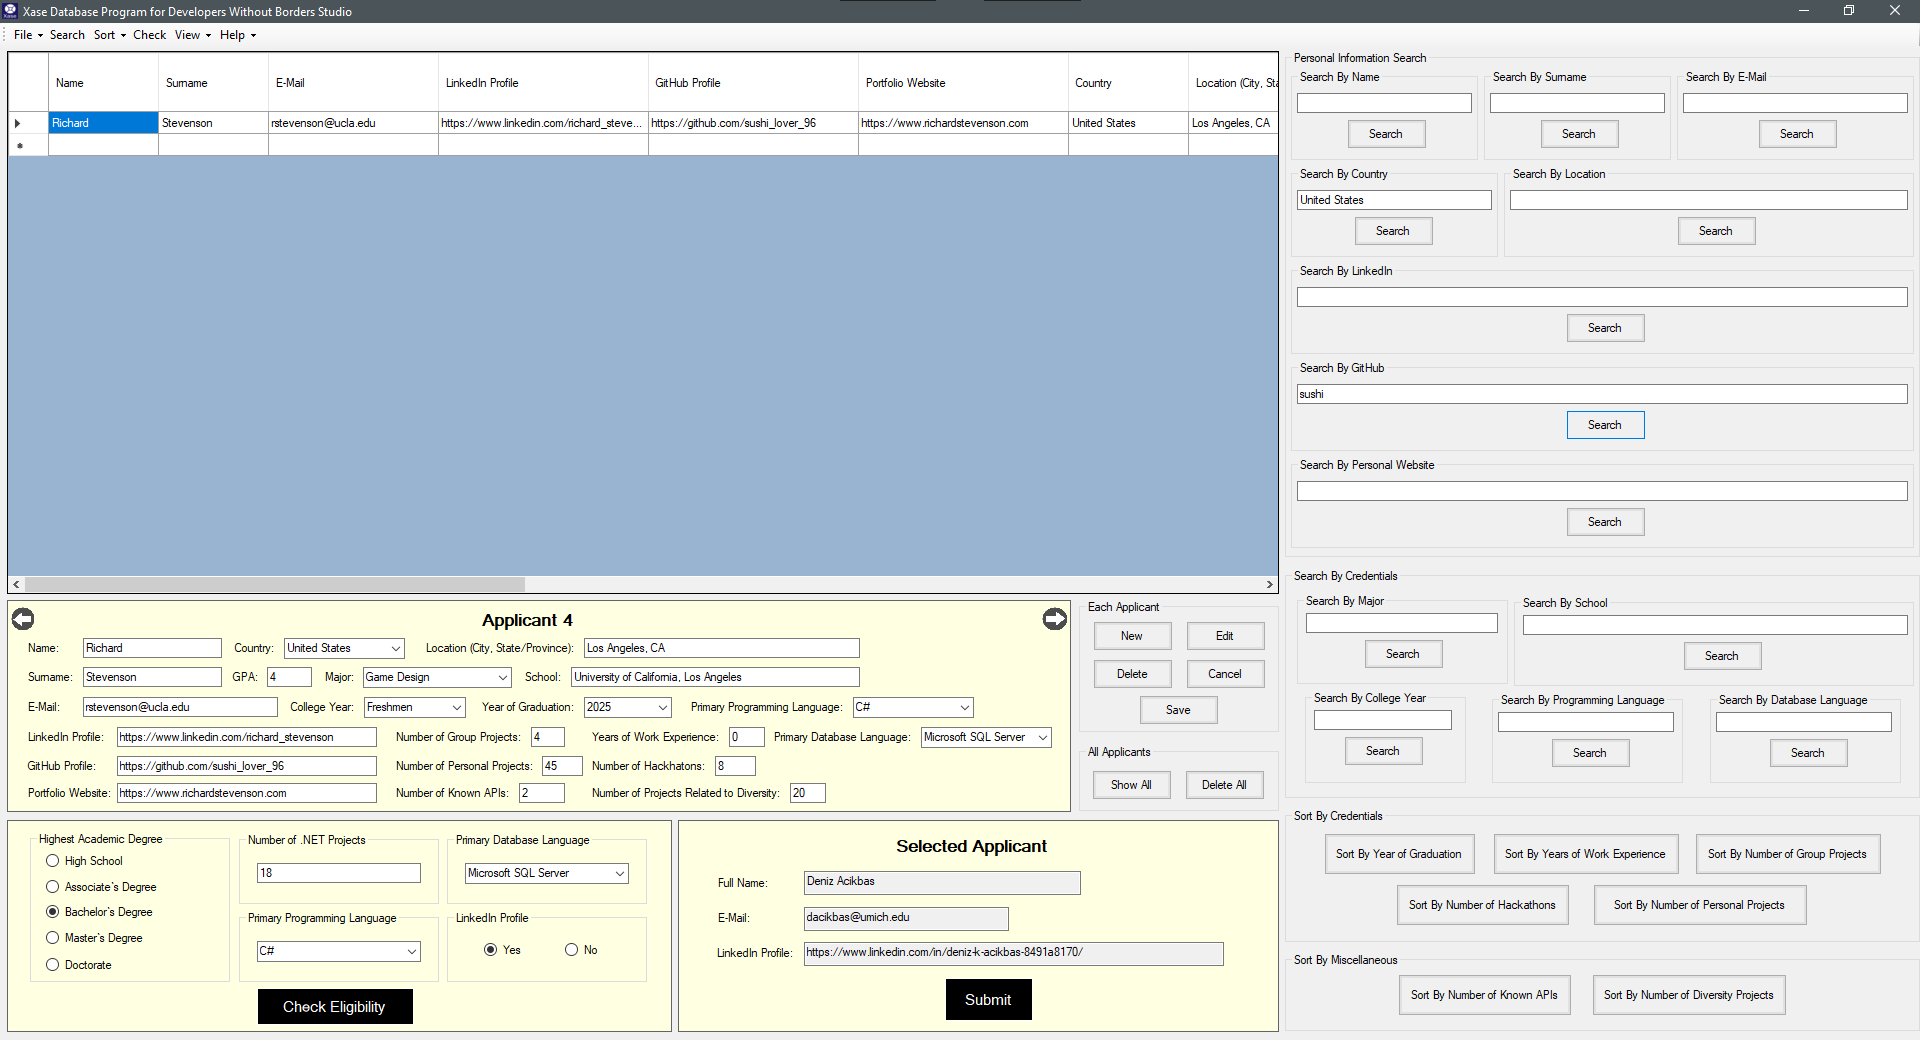 Xase Database Program for Developers Without Borders Studio
File Search Sort Check View Help
Name Surname E-Mail LinkedIn Profile GitHub Profile Portfolio Website Country Location (City, Sta
Richard Stevenson rstevenson@ucla.edu https://www.linkedin.com/richard_steve... https://github.com/sushi_lover_96 https://www.richardstevenson.com United States Los Angeles, CA
Applicant 4
Name: Richard Country: United States Location (City, State/Province): Los Angeles, CA
Surname: Stevenson GPA: 4 Major: Game Design School: University of California, Los Angeles
E-Mail: rstevenson@ucla.edu College Year: Freshmen Year of Graduation: 2025 Primary Programming Language: C#
LinkedIn Profile: https://www.linkedin.com/richard_stevenson Number of Group Projects: 4 Years of Work Experience: 0 Primary Database Language: Microsoft SQL Server
GitHub Profile: https://github.com/sushi_lover_96 Number of Personal Projects: 45 Number of Hackhatons: 8
Portfolio Website: https://www.richardstevenson.com Number of Known APIs: 2 Number of Projects Related to Diversity: 20
Each Applicant
New Edit
Delete Cancel
Save
All Applicants
Show All Delete All
Highest Academic Degree
High School
Associate's Degree
Bachelor's Degree
Master's Degree
Doctorate
Number of .NET Projects
18
Primary Database Language
Microsoft SQL Server
Primary Programming Language
C#
LinkedIn Profile
Yes No
Check Eligibility
Selected Applicant
Full Name: Deniz Acikbas
E-Mail: dacikbas@umich.edu
LinkedIn Profile: https://www.linkedin.com/in/deniz-k-acikbas-8491a8170/
Submit
Personal Information Search
Search By Name Search By Surname Search By E-Mail
Search Search Search
Search By Country Search By Location
United States
Search Search
Search By LinkedIn
Search
Search By GitHub
sushi
Search
Search By Personal Website
Search
Search By Credentials
Search By Major Search By School
Search Search
Search By College Year Search By Programming Language Search By Database Language
Search Search Search
Sort By Credentials
Sort By Year of Graduation Sort By Years of Work Experience Sort By Number of Group Projects
Sort By Number of Hackathons Sort By Number of Personal Projects
Sort By Miscellaneous
Sort By Number of Known APIs Sort By Number of Diversity Projects